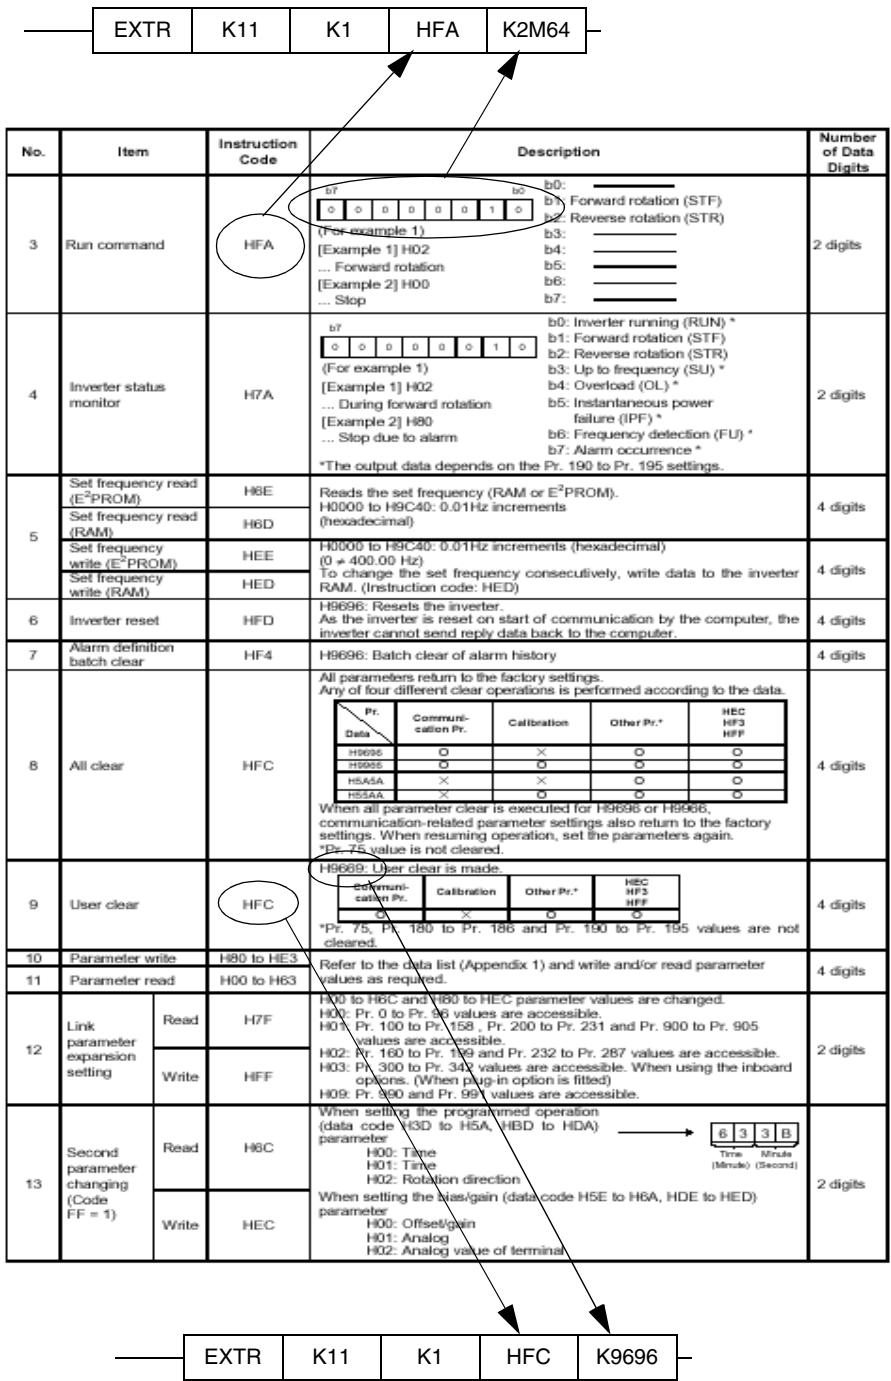 EXTR K11 K1 HFA K2M64
No. Item Instruction Code Description Number of Data Digits
3 Run command HFA
b7 b0
0 0 0 0 0 0 1 0
(For example 1)
[Example 1] H02
... Forward rotation
[Example 2] H00
... Stop
b0:
b1: Forward rotation (STF)
b2: Reverse rotation (STR)
b3:
b4:
b5:
b6:
b7:
2 digits
4 Inverter status monitor H7A
b7
0 0 0 0 0 0 1 0
(For example 1)
[Example 1] H02
... During forward rotation
[Example 2] H80
... Stop due to alarm
b0: Inverter running (RUN) *
b1: Forward rotation (STF)
b2: Reverse rotation (STR)
b3: Up to frequency (SU) *
b4: Overload (OL) *
b5: Instantaneous power
failure (IPF) *
b6: Frequency detection (FU) *
b7: Alarm occurrence *
*The output data depends on the Pr. 190 to Pr. 195 settings.
2 digits
5
Set frequency read (E²PROM) H6E
Set frequency read (RAM) H6D
Reads the set frequency (RAM or E²PROM).
H0000 to H9C40: 0.01Hz increments
(hexadecimal)
4 digits
Set frequency write (E²PROM) HEE
Set frequency write (RAM) HED
H0000 to H9C40: 0.01Hz increments (hexadecimal)
(0 ≠ 400.00 Hz)
To change the set frequency consecutively, write data to the inverter
RAM. (Instruction code: HED)
4 digits
6 Inverter reset HFD
H9696: Resets the inverter.
As the inverter is reset on start of communication by the computer, the
inverter cannot send reply data back to the computer.
4 digits
7 Alarm definition batch clear HF4 H9696: Batch clear of alarm history 4 digits
8 All clear HFC
All parameters return to the factory settings.
Any of four different clear operations is performed according to the data.
Pr. Data Communi-cation Pr. Calibration Other Pr.* HEC HF3 HFF
H9696 O × O O
H9966 O × O O
H5A5A × × O O
H55AA × × O O
When all parameter clear is executed for H9696 or H9966,
communication-related parameter settings also return to the factory
settings. When resuming operation, set the parameters again.
*Pr. 75 value is not cleared.
4 digits
9 User clear HFC
H9669: User clear is made.
Communi-cation Pr. Calibration Other Pr.* HEC HF3 HFF
O × O O
*Pr. 75, Pr. 180 to Pr. 186 and Pr. 190 to Pr. 195 values are not
cleared.
4 digits
10 Parameter write H80 to HE3
11 Parameter read H00 to H63
Refer to the data list (Appendix 1) and write and/or read parameter
values as required.
4 digits
12 Link parameter expansion setting
Read H7F
Write HFF
H00 to H6C and H80 to HEC parameter values are changed.
H00: Pr. 0 to Pr. 96 values are accessible.
H01: Pr. 100 to Pr. 158 , Pr. 200 to Pr. 231 and Pr. 900 to Pr. 905
values are accessible.
H02: Pr. 160 to Pr. 199 and Pr. 232 to Pr. 287 values are accessible.
H03: Pr. 300 to Pr. 342 values are accessible. When using the inboard
options. (When plug-in option is fitted)
H09: Pr. 990 and Pr. 991 values are accessible.
2 digits
13 Second parameter changing (Code FF = 1)
Read H6C
Write HEC
When setting the programmed operation
(data code H3D to H5A, HBD to HDA)
parameter
H00: Time
H01: Time
H02: Rotation direction
6 3 3 B
Time Minute
(Minute) (Second)
When setting the bias/gain (data code H5E to H6A, HDE to HED)
parameter
H00: Offset/gain
H01: Analog
H02: Analog value of terminal
2 digits
EXTR K11 K1 HFC K9696